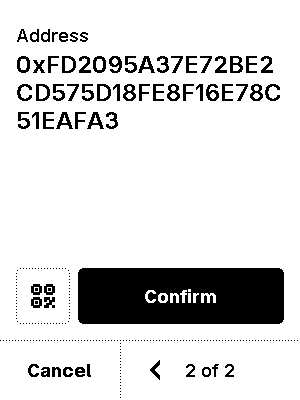 Address
0xFD2095A37E72BE2
CD575D18FE8F16E78C
51EAFA3
Confirm
Cancel
2 of 2